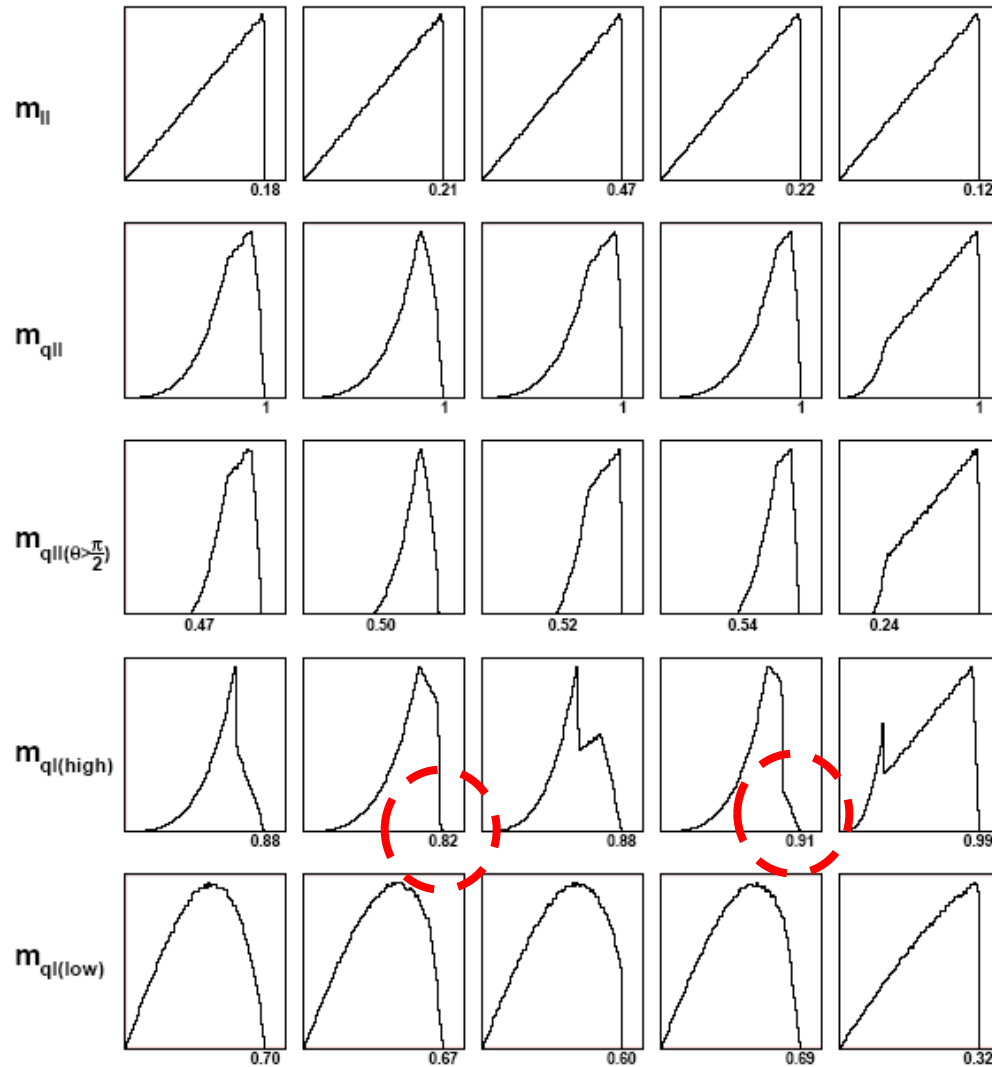 m_ll
0.18 0.21 0.47 0.22 0.12
m_qll
1 1 1 1 1
m_qll(θ>π/2)
0.47 0.50 0.52 0.54 0.24
m_ql(high)
0.88 0.82 0.88 0.91 0.99
m_ql(low)
0.70 0.67 0.60 0.69 0.32